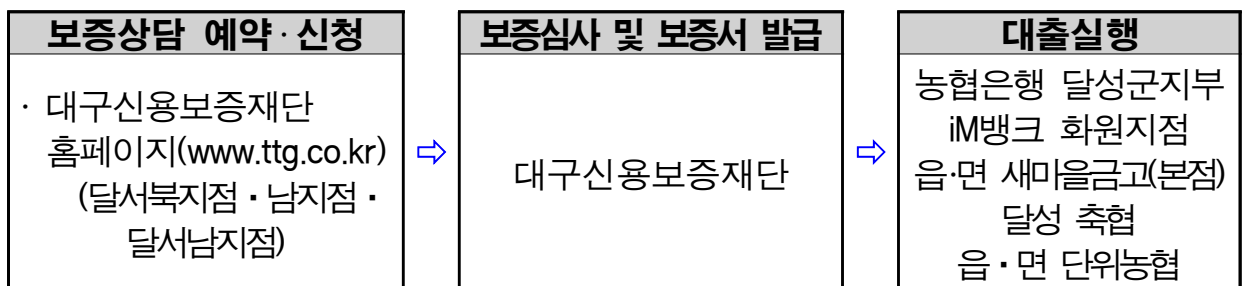 보증상담 예약·신청
· 대구신용보증재단
홈페이지(www.ttg.co.kr)
(달서북지점·남지점·
달서남지점)
⇨
보증심사 및 보증서 발급
대구신용보증재단
⇨
대출실행
농협은행 달성군지부
iM뱅크 화원지점
읍·면 새마을금고(본점)
달성 축협
읍·면 단위농협